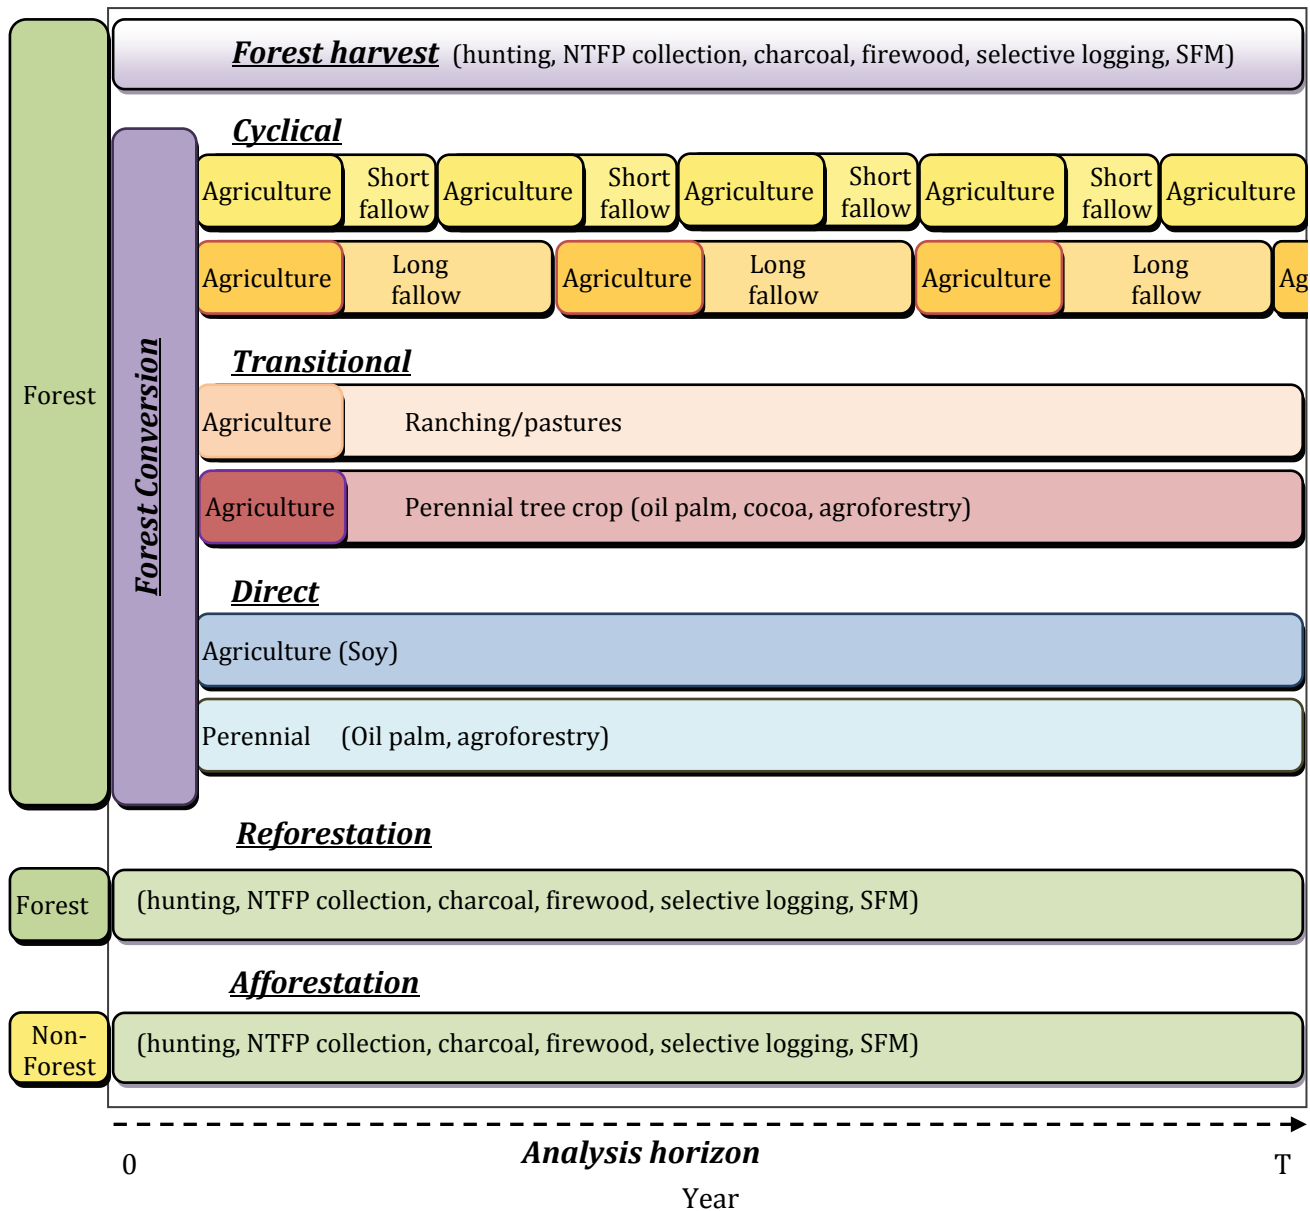 Forest harvest (hunting, NTFP collection, charcoal, firewood, selective logging, SFM)
Cyclical
Agriculture Short fallow Agriculture Short fallow Agriculture Short fallow Agriculture Short fallow Agriculture
Agriculture Long fallow Agriculture Long fallow Agriculture Long fallow Ag
Forest
Forest Conversion
Transitional
Agriculture Ranching/pastures
Agriculture Perennial tree crop (oil palm, cocoa, agroforestry)
Direct
Agriculture (Soy)
Perennial (Oil palm, agroforestry)
Reforestation
Forest (hunting, NTFP collection, charcoal, firewood, selective logging, SFM)
Afforestation
Non-
Forest
(hunting, NTFP collection, charcoal, firewood, selective logging, SFM)
Analysis horizon
0 T
Year